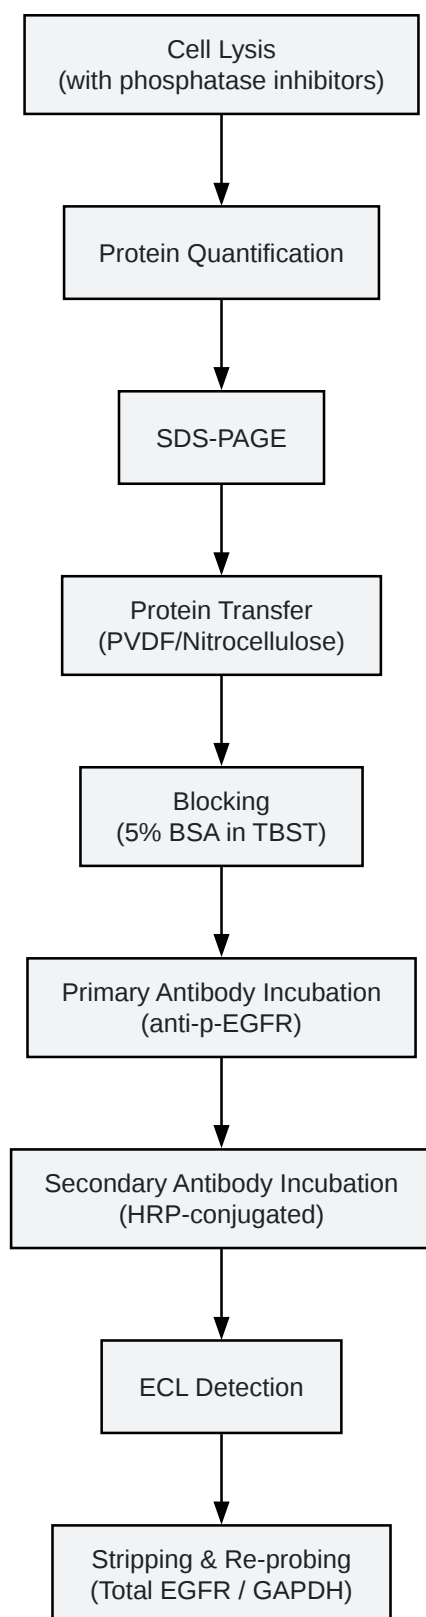 Cell Lysis
(with phosphatase inhibitors)
Protein Quantification
SDS-PAGE
Protein Transfer
(PVDF/Nitrocellulose)
Blocking
(5% BSA in TBST)
Primary Antibody Incubation
(anti-p-EGFR)
Secondary Antibody Incubation
(HRP-conjugated)
ECL Detection
Stripping & Re-probing
(Total EGFR / GAPDH)